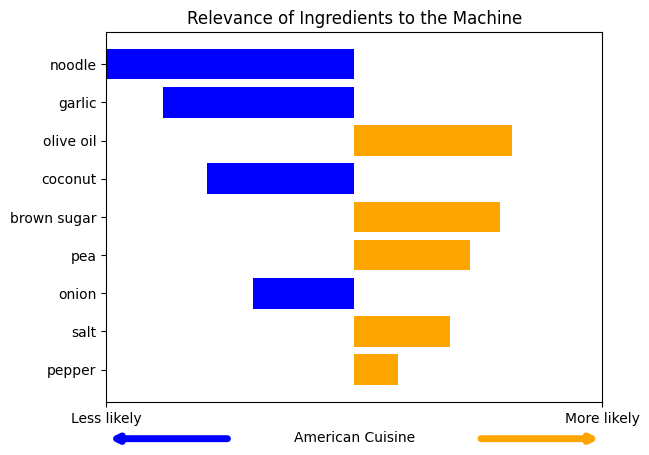 Relevance of Ingredients to the Machine
noodle
garlic
olive oil
coconut
brown sugar
pea
onion
salt
pepper
Less likely
More likely
American Cuisine